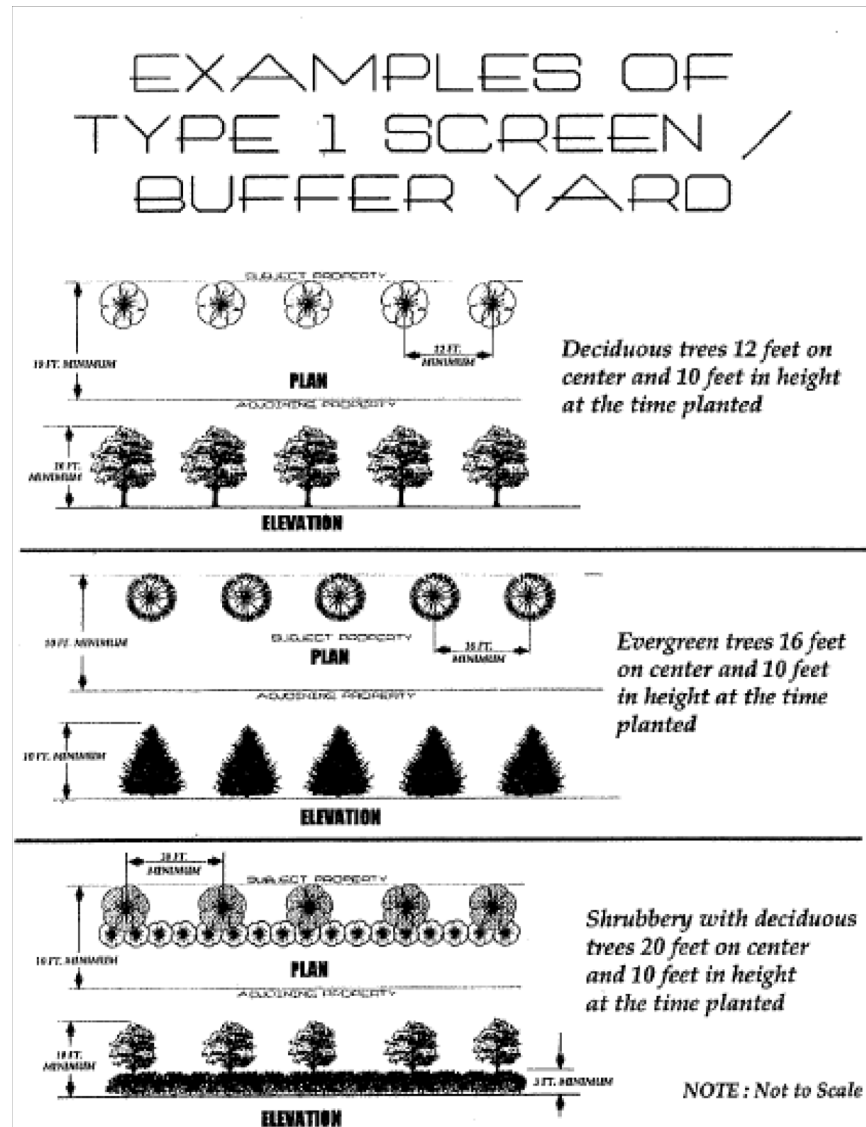 EXAMPLES OF
TYPE 1 SCREEN /
BUFFER YARD
SUBJECT PROPERTY
10 FT. MINIMUM
12 FT.
MINIMUM
PLAN
Deciduous trees 12 feet on
center and 10 feet in height
at the time planted
ADJOINING PROPERTY
10 FT.
MINIMUM
ELEVATION
10 FT. MINIMUM
SUBJECT PROPERTY
16 FT.
MINIMUM
PLAN
Evergreen trees 16 feet
on center and 10 feet
in height at the time
planted
ADJOINING PROPERTY
10 FT. MINIMUM
ELEVATION
20 FT.
MINIMUM
SUBJECT PROPERTY
10 FT. MINIMUM
PLAN
Shrubbery with deciduous
trees 20 feet on center
and 10 feet in height
at the time planted
ADJOINING PROPERTY
10 FT.
MINIMUM
3 FT. MINIMUM
NOTE : Not to Scale
ELEVATION